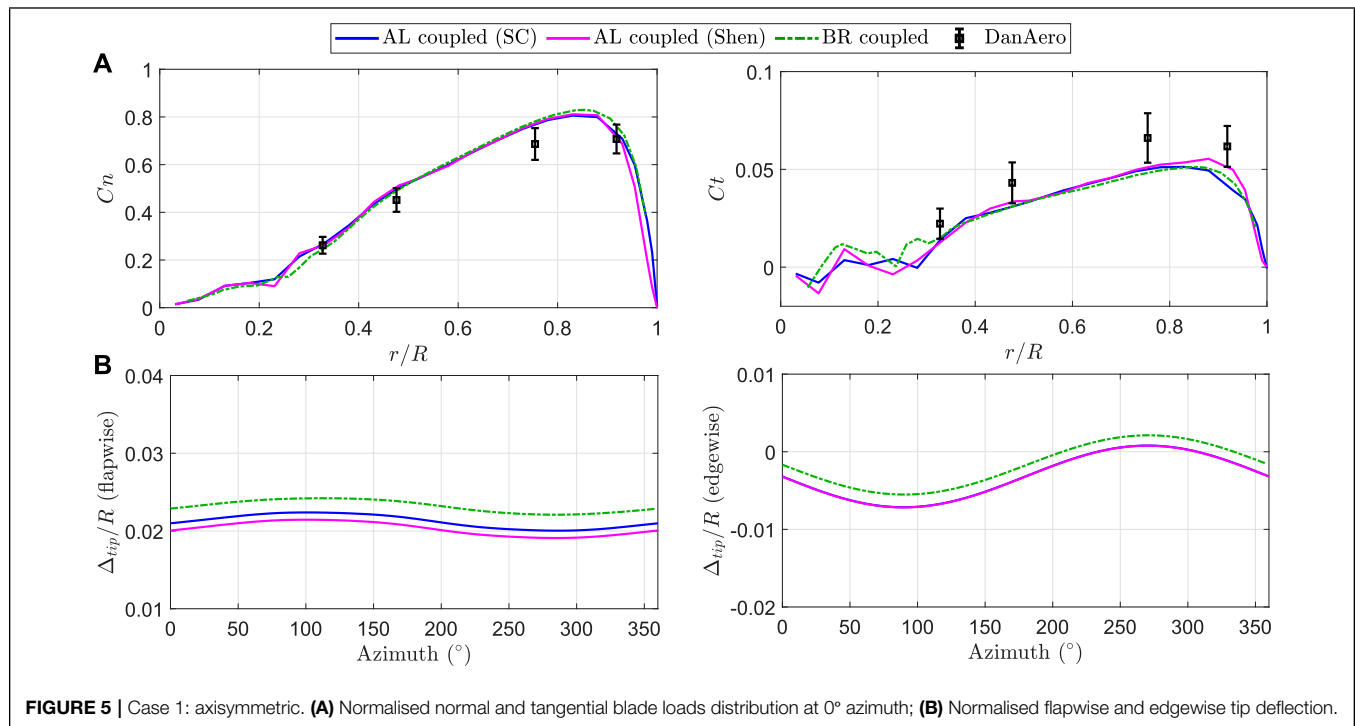 AL coupled (SC) AL coupled (Shen) BR coupled DanAero
A
1
0.8
0.6
0.4
0.2
0
Cn
0 0.2 0.4 0.6 0.8 1
r/R
0.1
0.05
0
Ct
0 0.2 0.4 0.6 0.8 1
r/R
B
0.04
0.03
0.02
0.01
Δtip/R (flapwise)
0 50 100 150 200 250 300 350
Azimuth (°)
0.01
0
-0.01
-0.02
Δtip/R (edgewise)
0 50 100 150 200 250 300 350
Azimuth (°)
FIGURE 5 | Case 1: axisymmetric. (A) Normalised normal and tangential blade loads distribution at 0° azimuth; (B) Normalised flapwise and edgewise tip deflection.